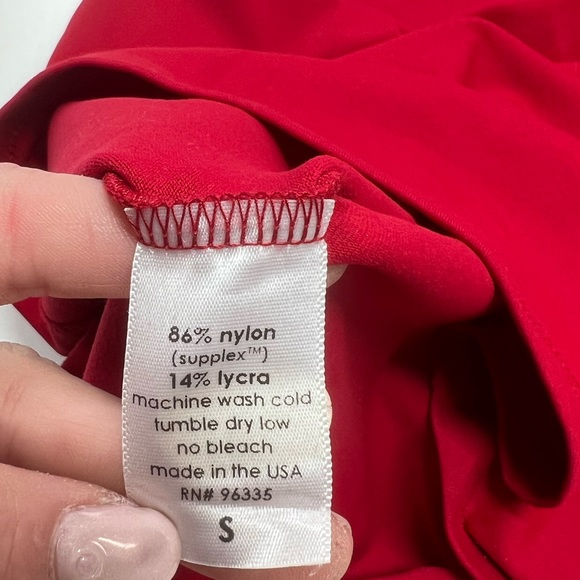 86% nylon
(supplex™)
14% lycra
machine wash cold
tumble dry low
no bleach
made in the USA
RN# 96335
S